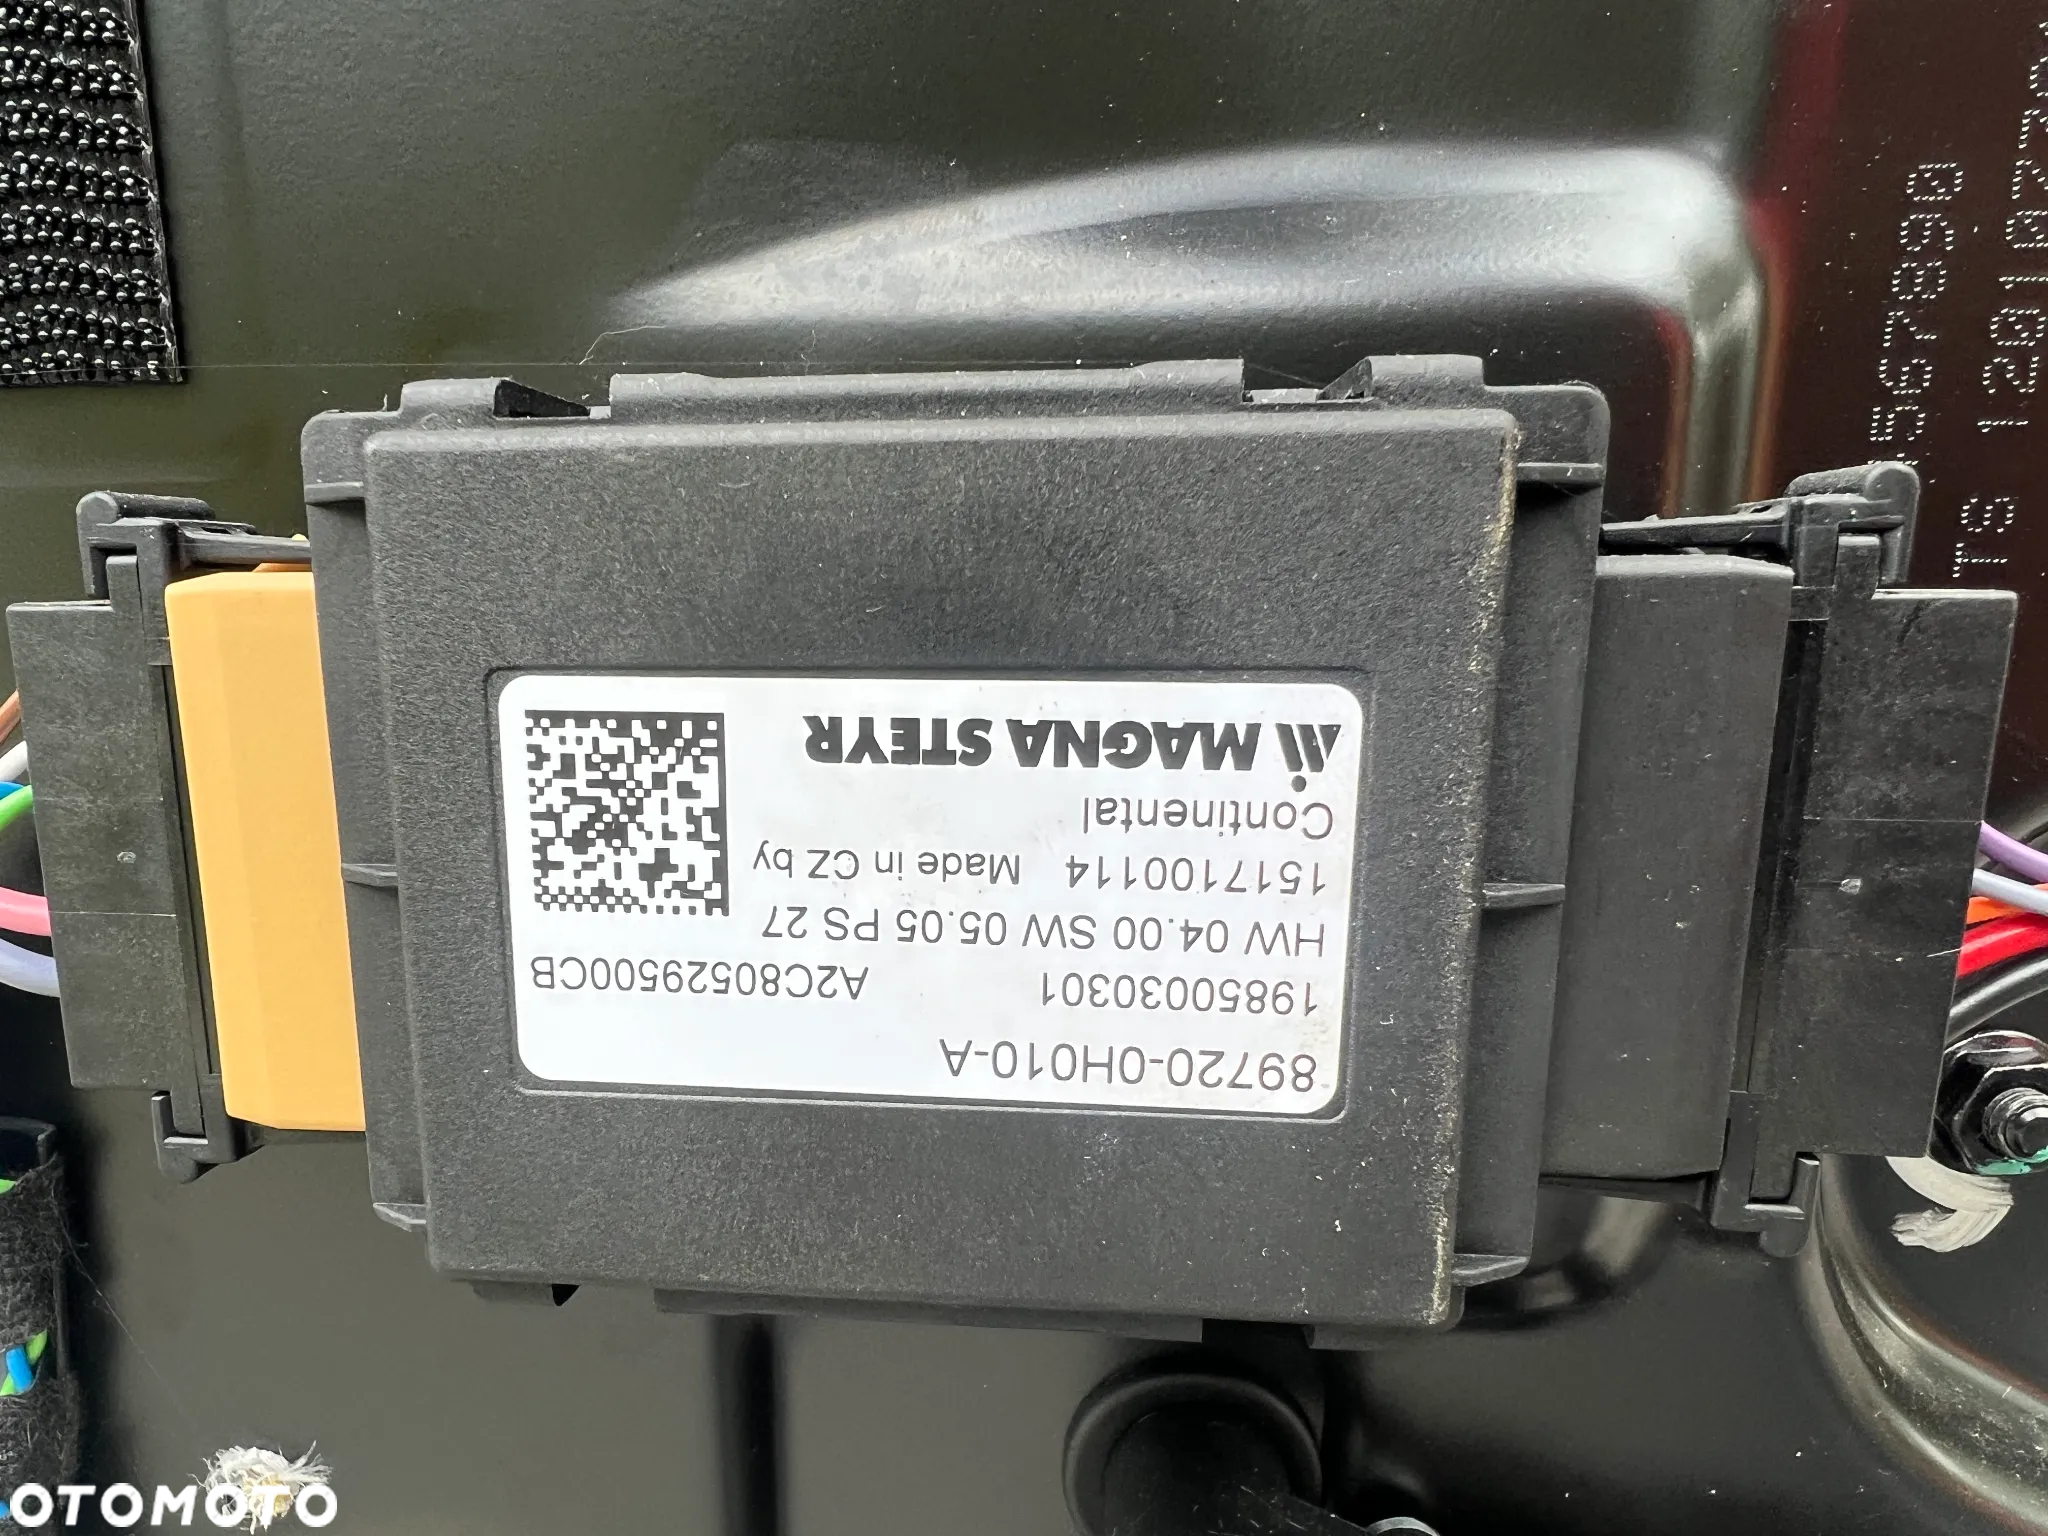 MAGNA STEYR
Continental
1517100114 Made in CZ by
HW 04.00 SW 05.05 PS 27
1985030301 A2C80529500CB
89720-0H010-A
OTOMOTO